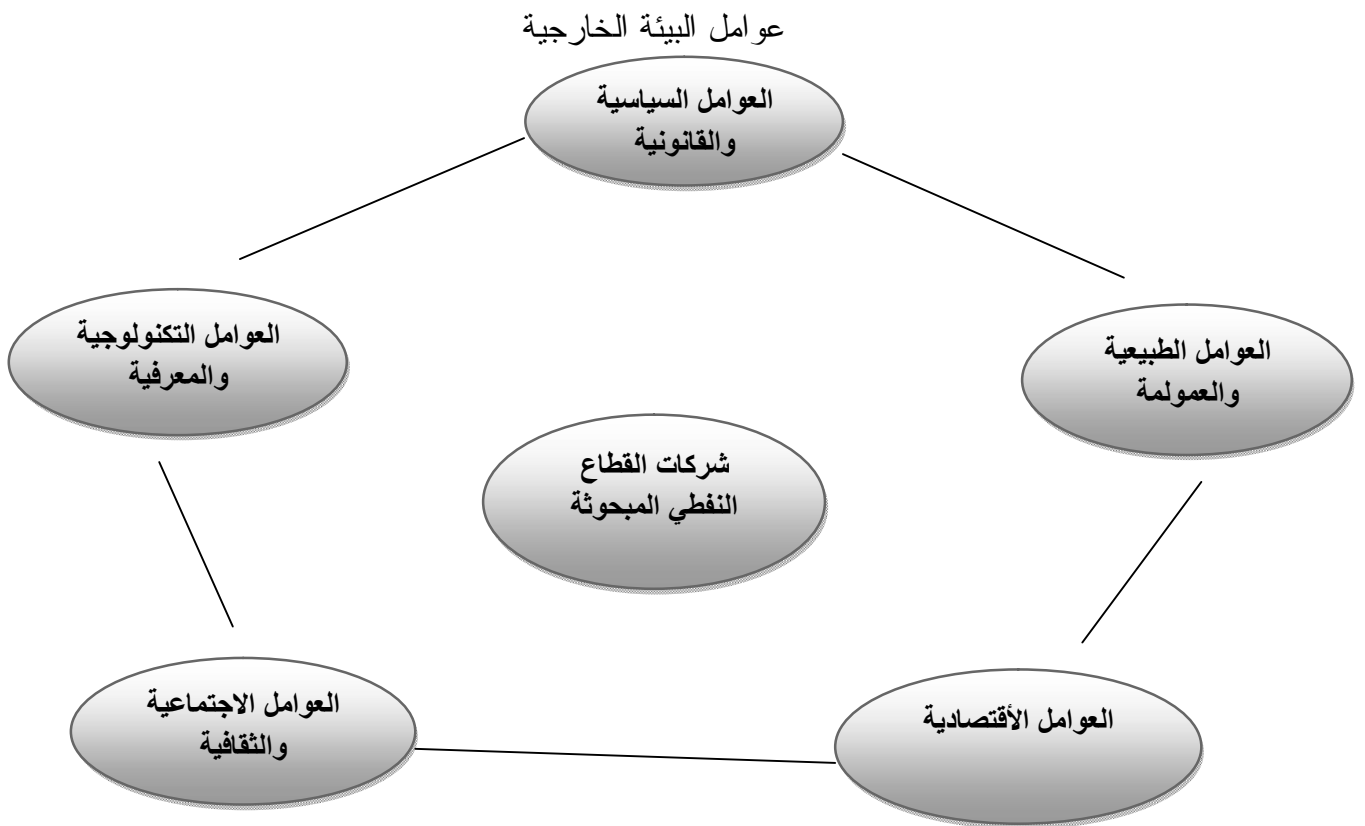 عوامل البيئة الخارجية
العوامل السياسية
والقانونية
العوامل الطبيعية
والعمولمة
العوامل التكنولوجية
والمعرفية
شركات القطاع
النفطي المبحوثة
العوامل الأقتصادية
العوامل الاجتماعية
والثقافية